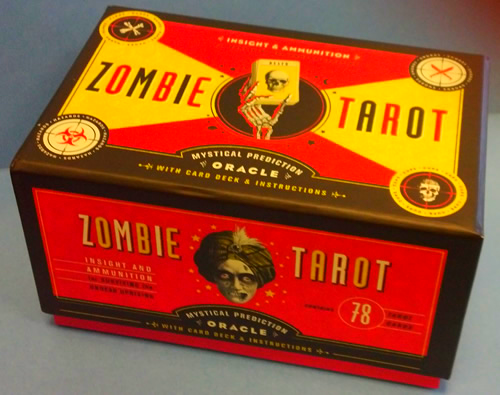 INSIGHT & AMMUNITION
ZOMBIE TAROT
MYSTICAL PREDICTION
ORACLE
WITH CARD DECK & INSTRUCTIONS
ZOMBIE TAROT
INSIGHT AND
AMMUNITION
78
MYSTICAL PREDICTION
ORACLE
WITH CARD DECK & INSTRUCTIONS